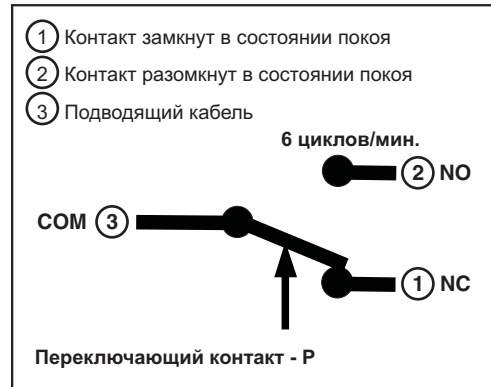 1 Контакт замкнут в состоянии покоя
2 Контакт разомкнут в состоянии покоя
3 Подводящий кабель
6 циклов/мин.
2 NO
COM 3
1 NC
Переключающий контакт - P